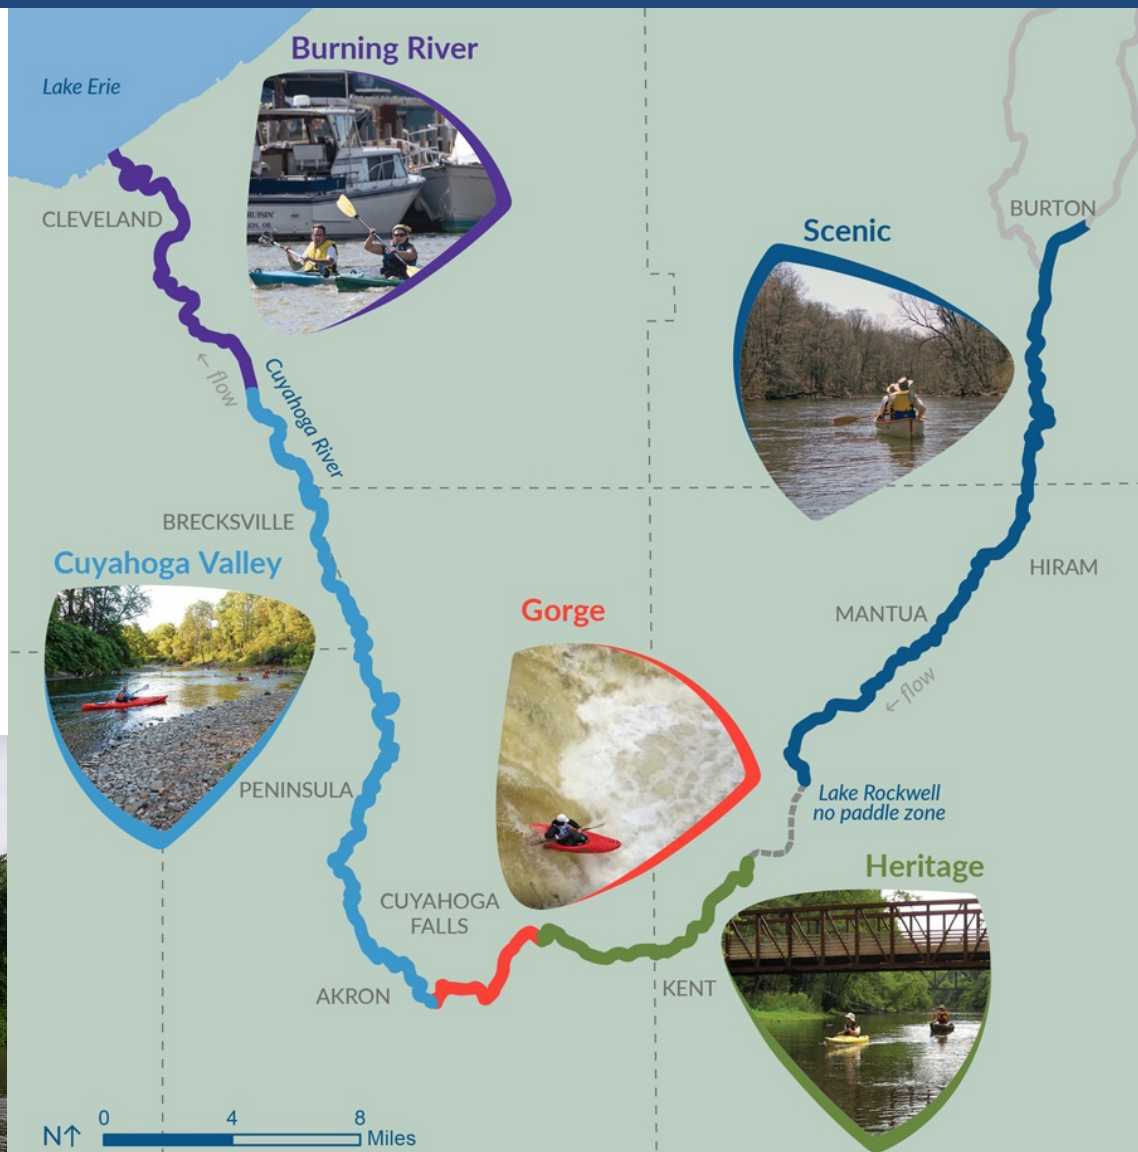 Burning River
Lake Erie
CLEVELAND
BURTON
Scenic
← flow
Cuyahoga River
BRECKSVILLE
Cuyahoga Valley
HIRAM
Gorge
MANTUA
← flow
PENINSULA
Lake Rockwell
no paddle zone
Heritage
CUYAHOGA
FALLS
AKRON
KENT
0 4 8
N↑ Miles